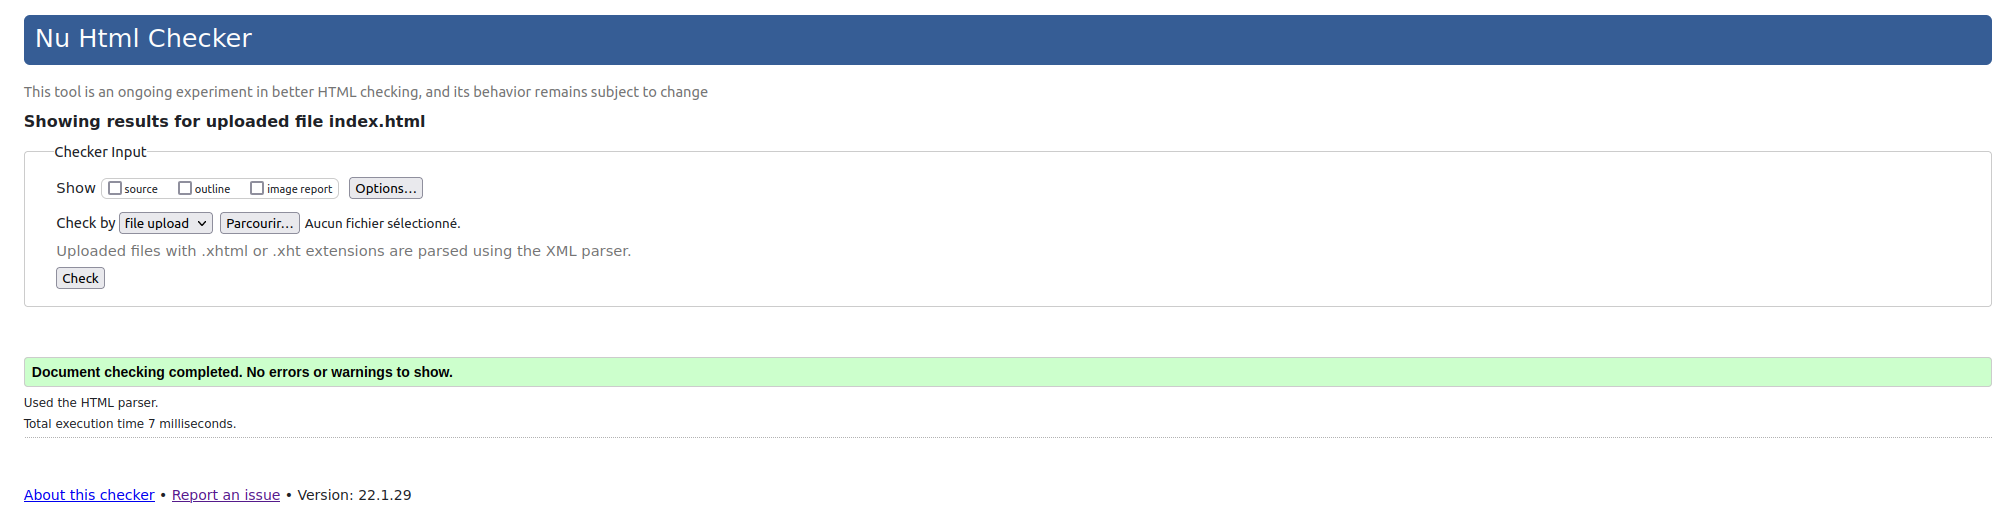 Nu Html Checker
This tool is an ongoing experiment in better HTML checking, and its behavior remains subject to change
Showing results for uploaded file index.html
Checker Input
Show source outline image report Options...
Check by file upload Parcourir... Aucun fichier sélectionné.
Uploaded files with .xhtml or .xht extensions are parsed using the XML parser.
Check
Document checking completed. No errors or warnings to show.
Used the HTML parser.
Total execution time 7 milliseconds.
About this checker • Report an issue • Version: 22.1.29